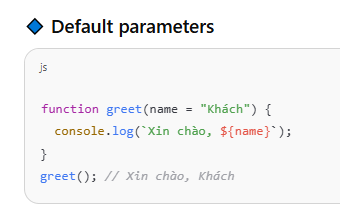 Default parameters
js
function greet(name = "Khách") {
  console.log(`Xin chào, ${name}`);
}
greet(); // Xin chào, Khách